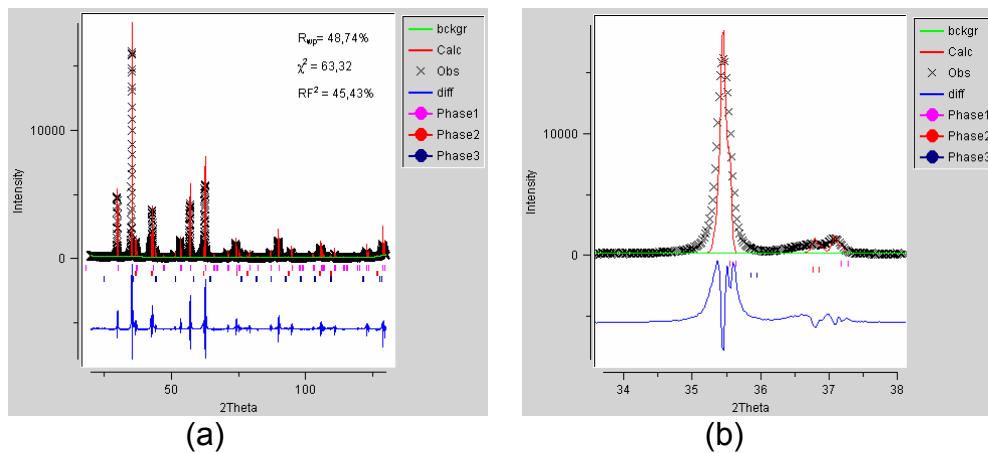 bckgr
Calc
Obs
diff
Phase1
Phase2
Phase3
R_wp = 48,74%
χ² = 63,32
RF² = 45,43%
10000
0
Intensity
50
100
2Theta
(a)
bckgr
Calc
Obs
diff
Phase1
Phase2
Phase3
10000
0
Intensity
34
35
36
37
38
2Theta
(b)